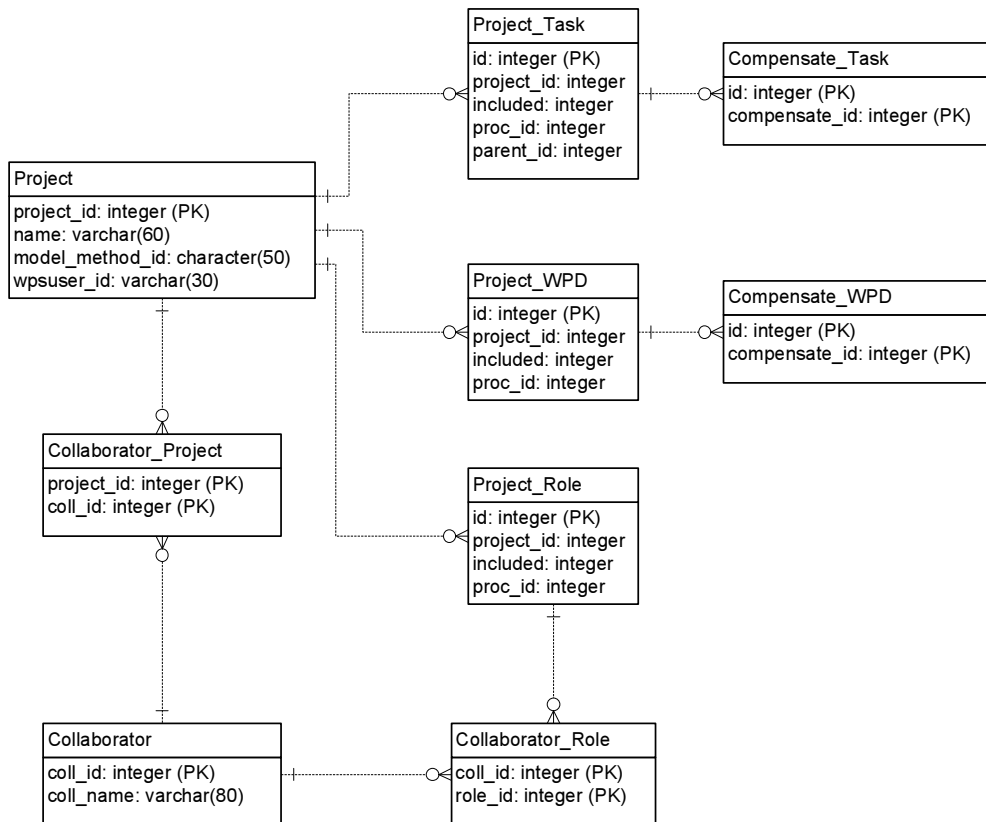 Project_Task
id: integer (PK)
project_id: integer
included: integer
proc_id: integer
parent_id: integer
Compensate_Task
id: integer (PK)
compensate_id: integer (PK)
Project
project_id: integer (PK)
name: varchar(60)
model_method_id: character(50)
wpsuser_id: varchar(30)
Project_WPD
id: integer (PK)
project_id: integer
included: integer
proc_id: integer
Compensate_WPD
id: integer (PK)
compensate_id: integer (PK)
Collaborator_Project
project_id: integer (PK)
coll_id: integer (PK)
Project_Role
id: integer (PK)
project_id: integer
included: integer
proc_id: integer
Collaborator
coll_id: integer (PK)
coll_name: varchar(80)
Collaborator_Role
coll_id: integer (PK)
role_id: integer (PK)